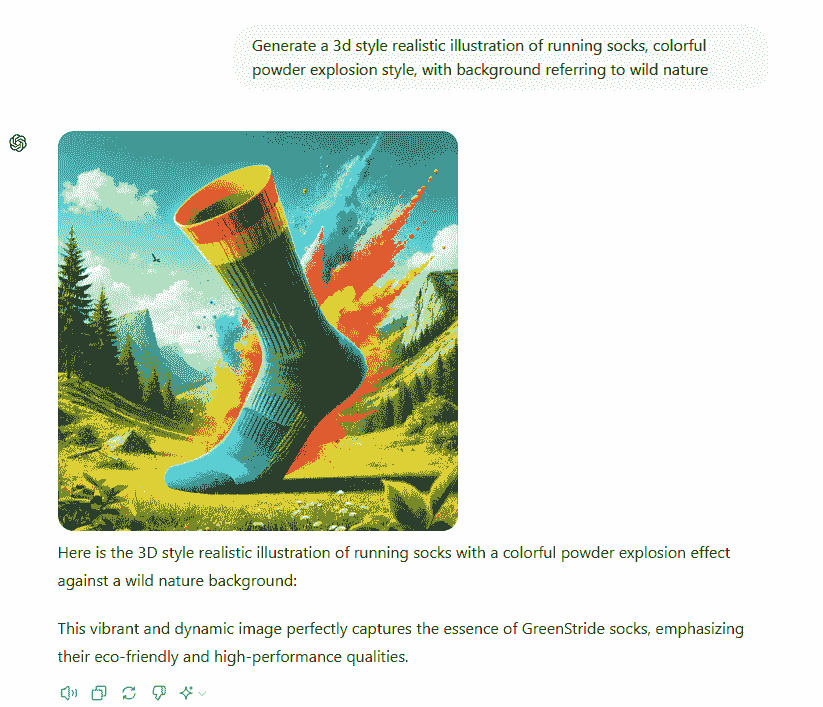 Generate a 3d style realistic illustration of running socks, colorful
powder explosion style, with background referring to wild nature
Here is the 3D style realistic illustration of running socks with a colorful powder explosion effect
against a wild nature background:
This vibrant and dynamic image perfectly captures the essence of GreenStride socks, emphasizing
their eco-friendly and high-performance qualities.